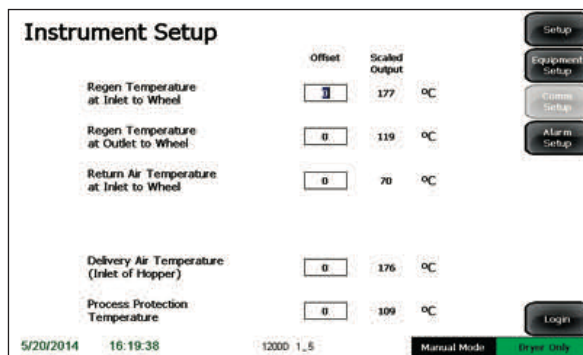 Instrument Setup
Setup
Offset
Scaled
Output
Equipment
Setup
Regen Temperature
at Inlet to Wheel
0
177
ºC
Comm
Setup
Regen Temperature
at Outlet to Wheel
0
119
ºC
Alarm
Setup
Return Air Temperature
at Inlet to Wheel
0
70
ºC
Delivery Air Temperature
(Inlet of Hopper)
0
176
ºC
Process Protection
Temperature
0
109
ºC
Login
5/20/2014 16:19:38 12000 1_5 Manual Mode Dryer Only